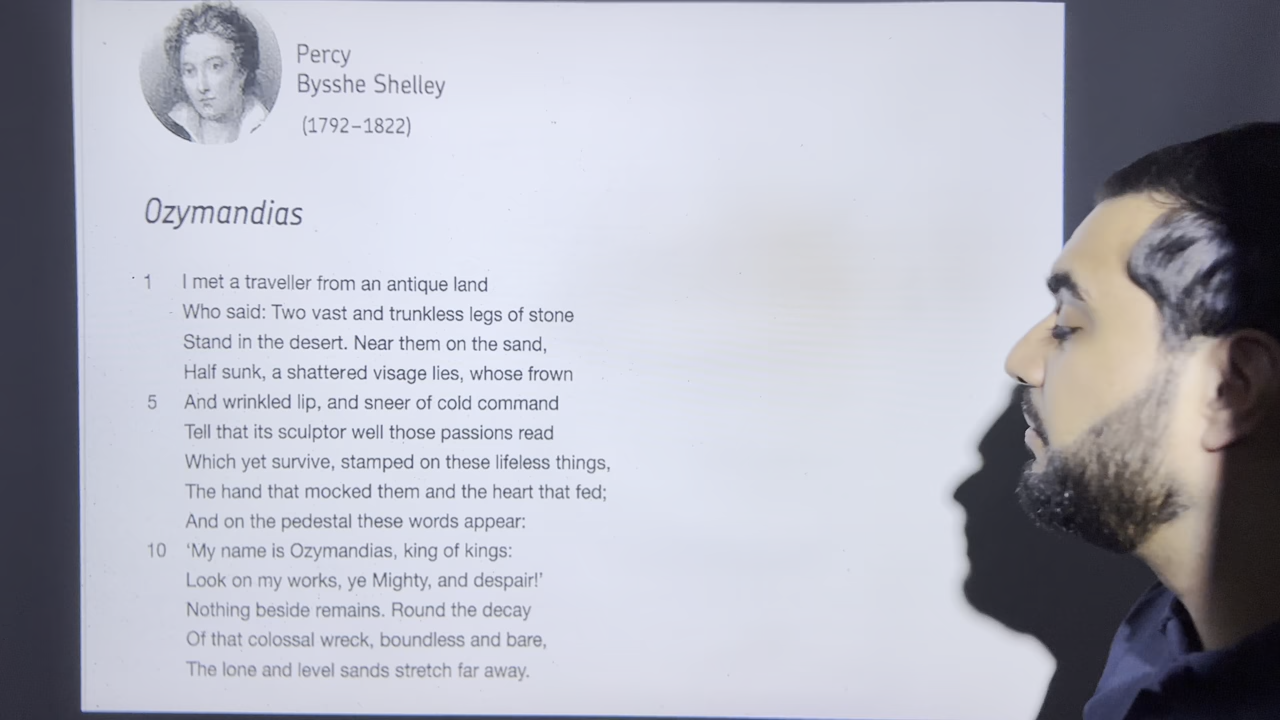 Percy
Bysshe Shelley
(1792–1822)
Ozymandias
1 I met a traveller from an antique land
Who said: Two vast and trunkless legs of stone
Stand in the desert. Near them on the sand,
Half sunk, a shattered visage lies, whose frown
5 And wrinkled lip, and sneer of cold command
Tell that its sculptor well those passions read
Which yet survive, stamped on these lifeless things,
The hand that mocked them and the heart that fed;
And on the pedestal these words appear:
10 ‘My name is Ozymandias, king of kings:
Look on my works, ye Mighty, and despair!’
Nothing beside remains. Round the decay
Of that colossal wreck, boundless and bare,
The lone and level sands stretch far away.